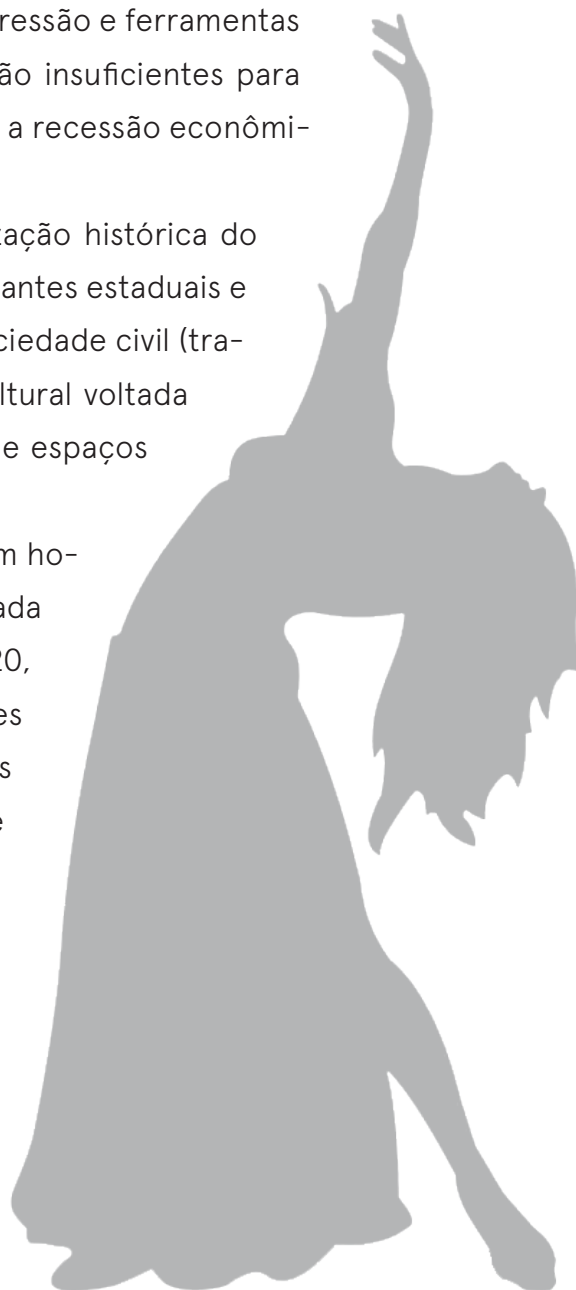 ressão e ferramentas
ão insuficientes para
a recessão econômi-
tação histórica do
antes estaduais e
ciedade civil (tra-
ltural voltada
e espaços
m ho-
ada
20,
es
s
e